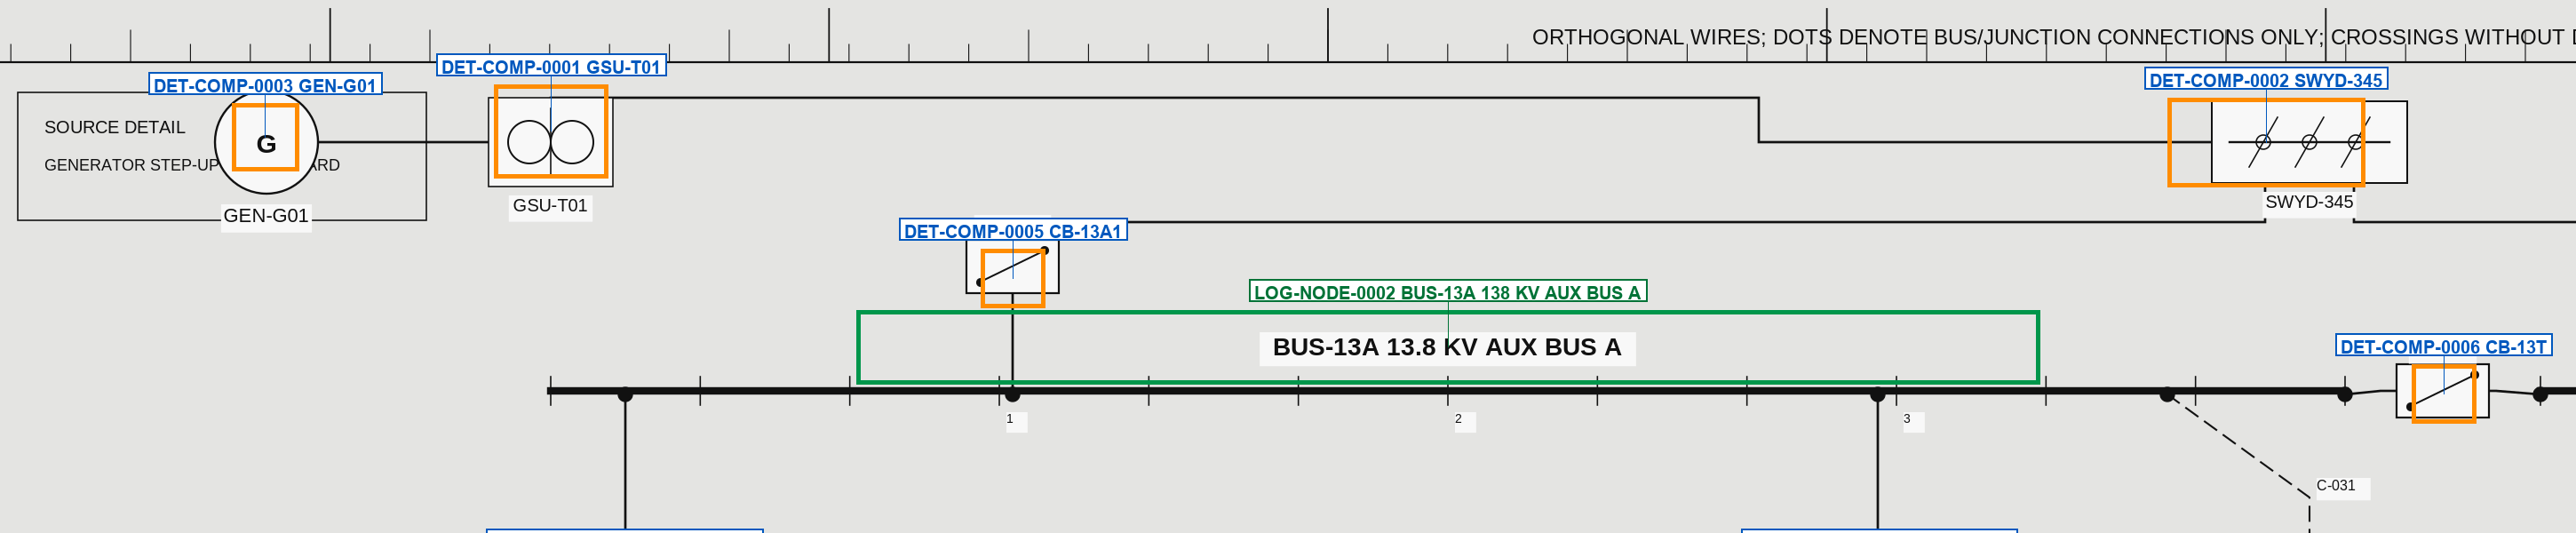 ORTHOGONAL WIRES; DOTS DENOTE BUS/JUNCTION CONNECTIONS ONLY; CROSSINGS WITHOUT
DET-COMP-0001 GSU-T01
DET-COMP-0003 GEN-G01
DET-COMP-0002 SWYD-345
SOURCE DETAIL
G
GENERATOR STEP-UP
GEN-G01
GSU-T01
SWYD-345
DET-COMP-0005 CB-13A1
LOG-NODE-0002 BUS-13A 138 KV AUX BUS A
BUS-13A 13.8 KV AUX BUS A
DET-COMP-0006 CB-13T
1
2
3
C-031